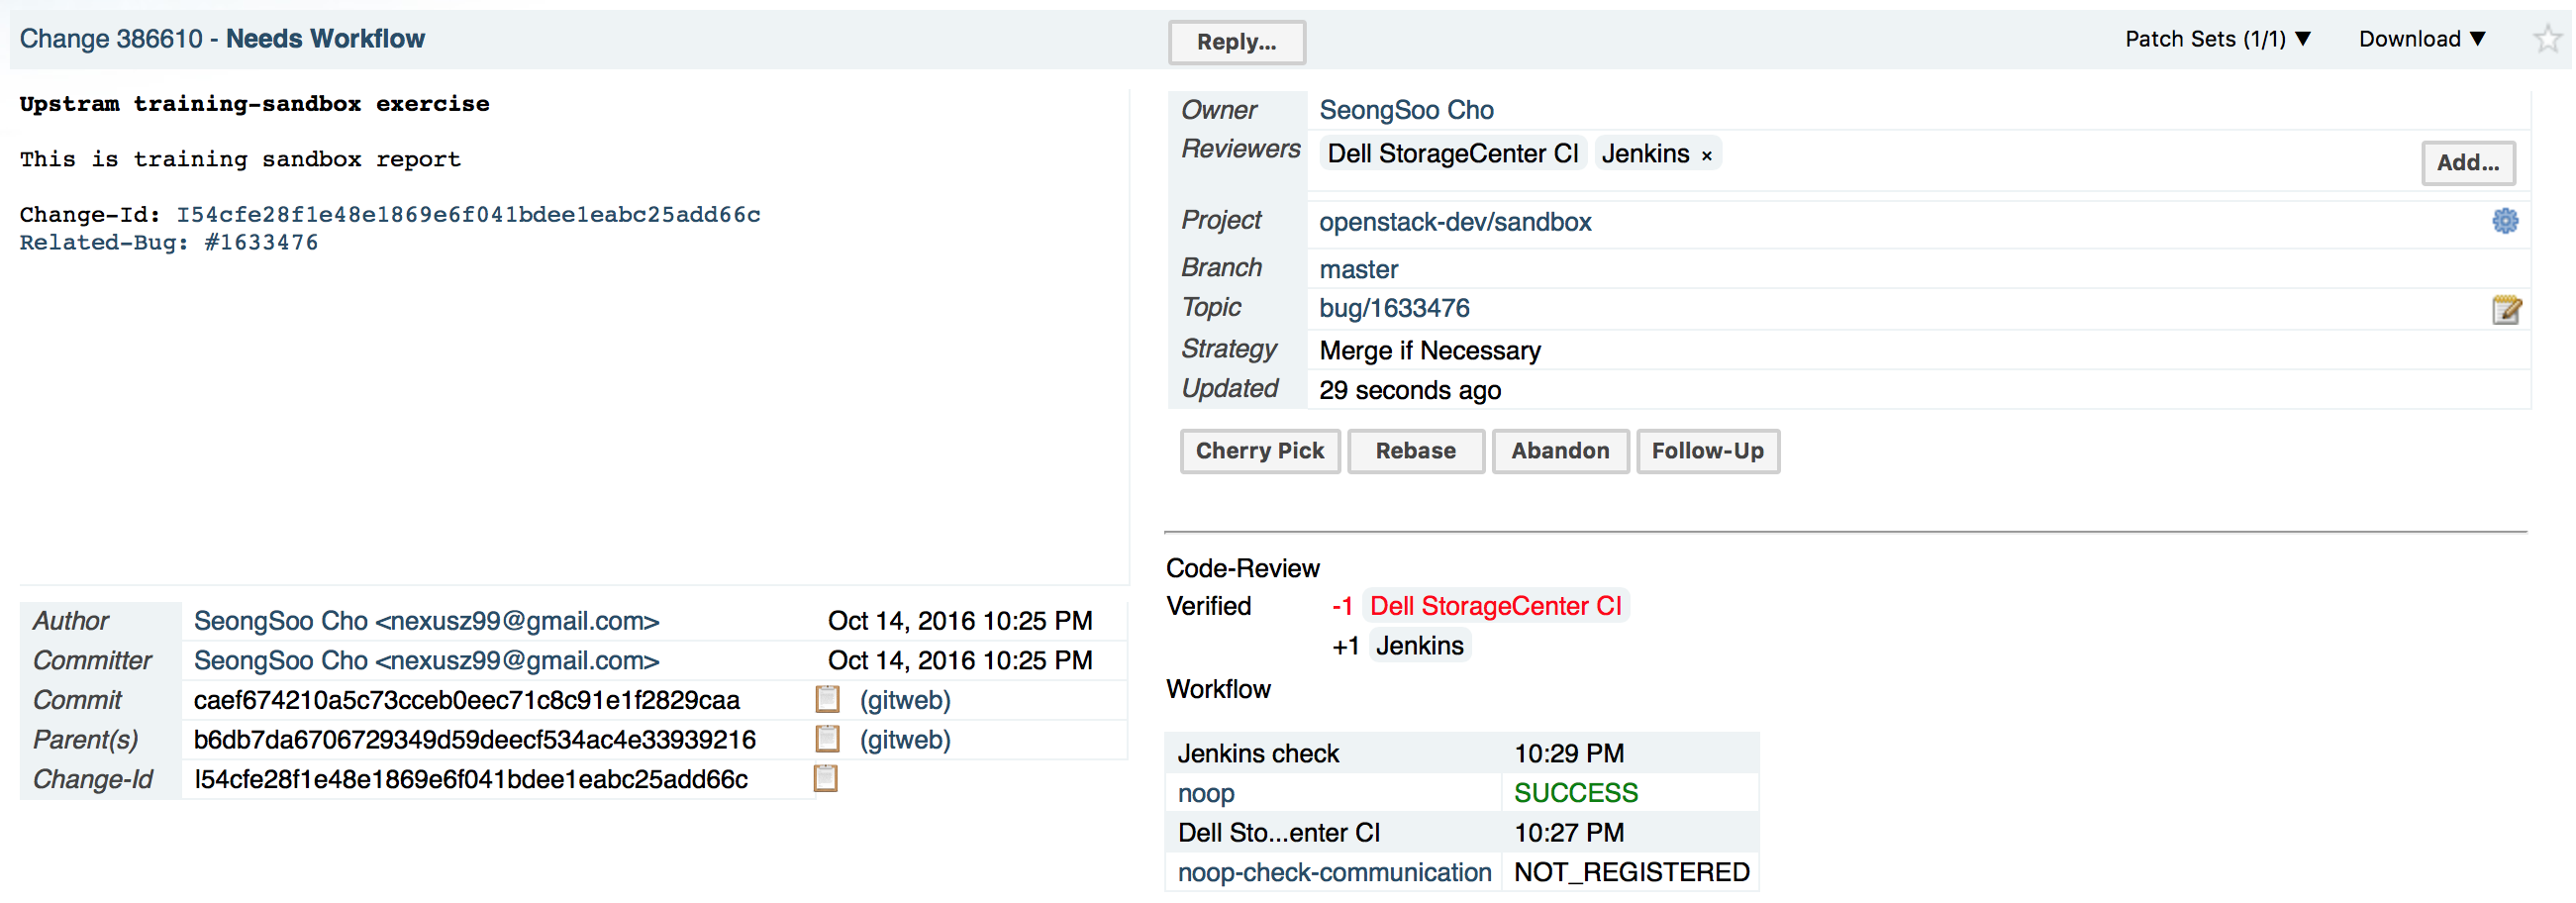 Change 386610 - Needs Workflow
Reply...
Patch Sets (1/1) ▼
Download ▼
Upstram training-sandbox exercise
This is training sandbox report
Change-Id: I54cfe28f1e48e1869e6f041bdee1eabc25add66c
Related-Bug: #1633476
Owner SeongSoo Cho
Reviewers Dell StorageCenter CI Jenkins ×
Add...
Project openstack-dev/sandbox
Branch master
Topic bug/1633476
Strategy Merge if Necessary
Updated 29 seconds ago
Cherry Pick Rebase Abandon Follow-Up
Author SeongSoo Cho <nexusz99@gmail.com> Oct 14, 2016 10:25 PM
Committer SeongSoo Cho <nexusz99@gmail.com> Oct 14, 2016 10:25 PM
Commit caef674210a5c73cceb0eec71c8c91e1f2829caa (gitweb)
Parent(s) b6db7da6706729349d59deecf534ac4e33939216 (gitweb)
Change-Id I54cfe28f1e48e1869e6f041bdee1eabc25add66c
Code-Review
Verified -1 Dell StorageCenter CI
+1 Jenkins
Workflow
Jenkins check 10:29 PM
noop SUCCESS
Dell Sto...enter CI 10:27 PM
noop-check-communication NOT_REGISTERED